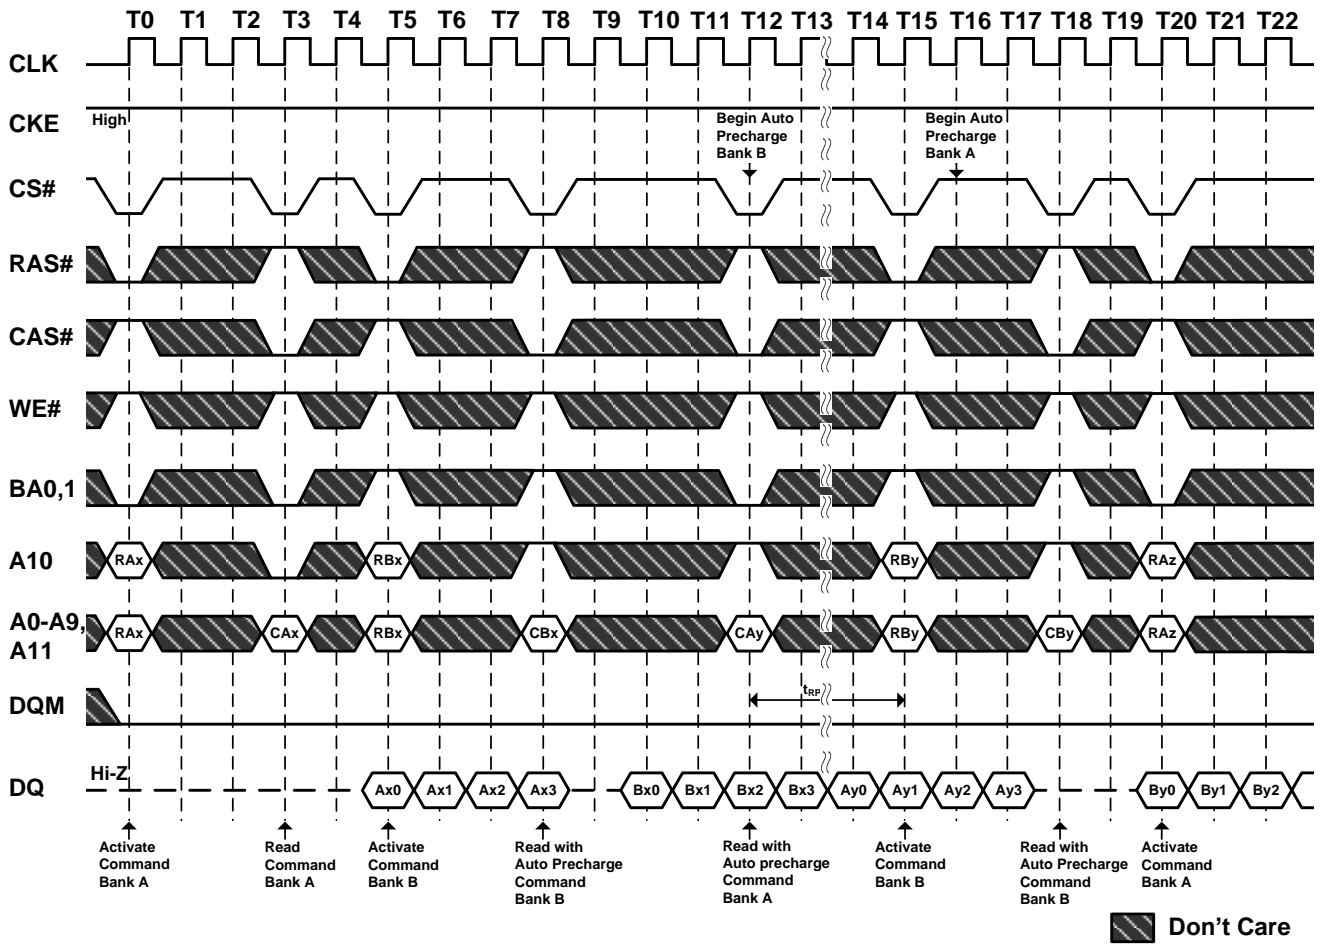 T0 T1 T2 T3 T4 T5 T6 T7 T8 T9 T10 T11 T12 T13 T14 T15 T16 T17 T18 T19 T20 T21 T22
CLK
CKE
High
Begin Auto
Precharge
Bank B
Begin Auto
Precharge
Bank A
CS#
RAS#
CAS#
WE#
BA0,1
A10
RAx RBx RBy RAz
A0-A9,
A11
RAx CAx RBx CBx CAy RBy CBy RAz
DQM
tRP
DQ
Hi-Z
Ax0 Ax1 Ax2 Ax3 Bx0 Bx1 Bx2 Bx3 Ay0 Ay1 Ay2 Ay3 By0 By1 By2
Activate
Command
Bank A
Read
Command
Bank A
Activate
Command
Bank B
Read with
Auto Precharge
Command
Bank B
Read with
Auto precharge
Command
Bank A
Activate
Command
Bank B
Read with
Auto Precharge
Command
Bank B
Activate
Command
Bank A
Don't Care